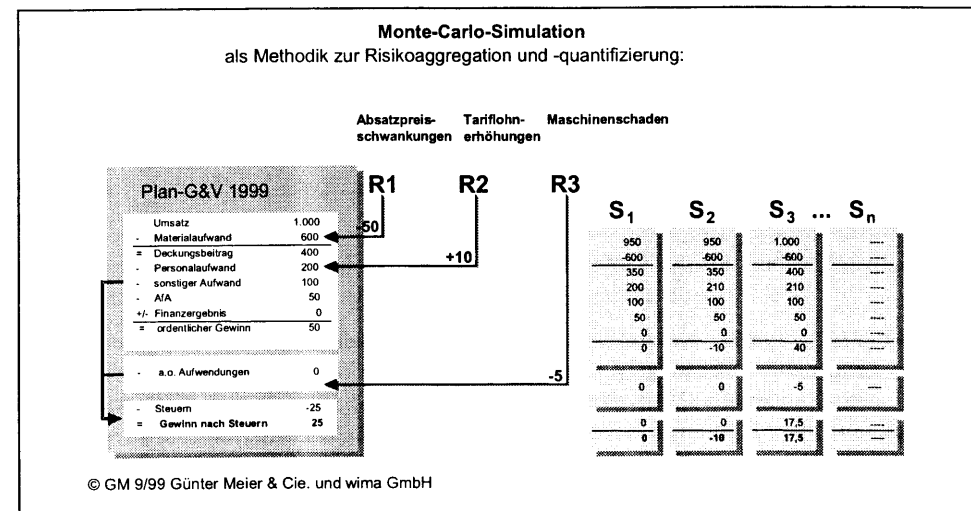 Monte-Carlo-Simulation
als Methodik zur Risikoaggregation und -quantifizierung:
Absatzpreis- Tariflohn- Maschinenschaden
schwankungen erhöhungen
Plan-G&V 1999
R1 R2 R3
S1 S2 S3 ... Sn
Umsatz 1.000
- Materialaufwand 600
= Deckungsbeitrag 400
- Personalaufwand 200
- sonstiger Aufwand 100
- AfA 50
+/- Finanzergebnis 0
= ordentlicher Gewinn 50
- a.o. Aufwendungen 0
- Steuern -25
= Gewinn nach Steuern 25
-50
+10
-5
950 950 1.000 ----
-600 -600 -600 ----
350 350 400 ----
200 210 210 ----
100 100 100 ----
50 50 50 ----
0 0 0 ----
0 -10 40 ----
0 0 -5 ----
0 0 17,5 ----
0 -10 17,5 ----
© GM 9/99 Günter Meier & Cie. und wima GmbH